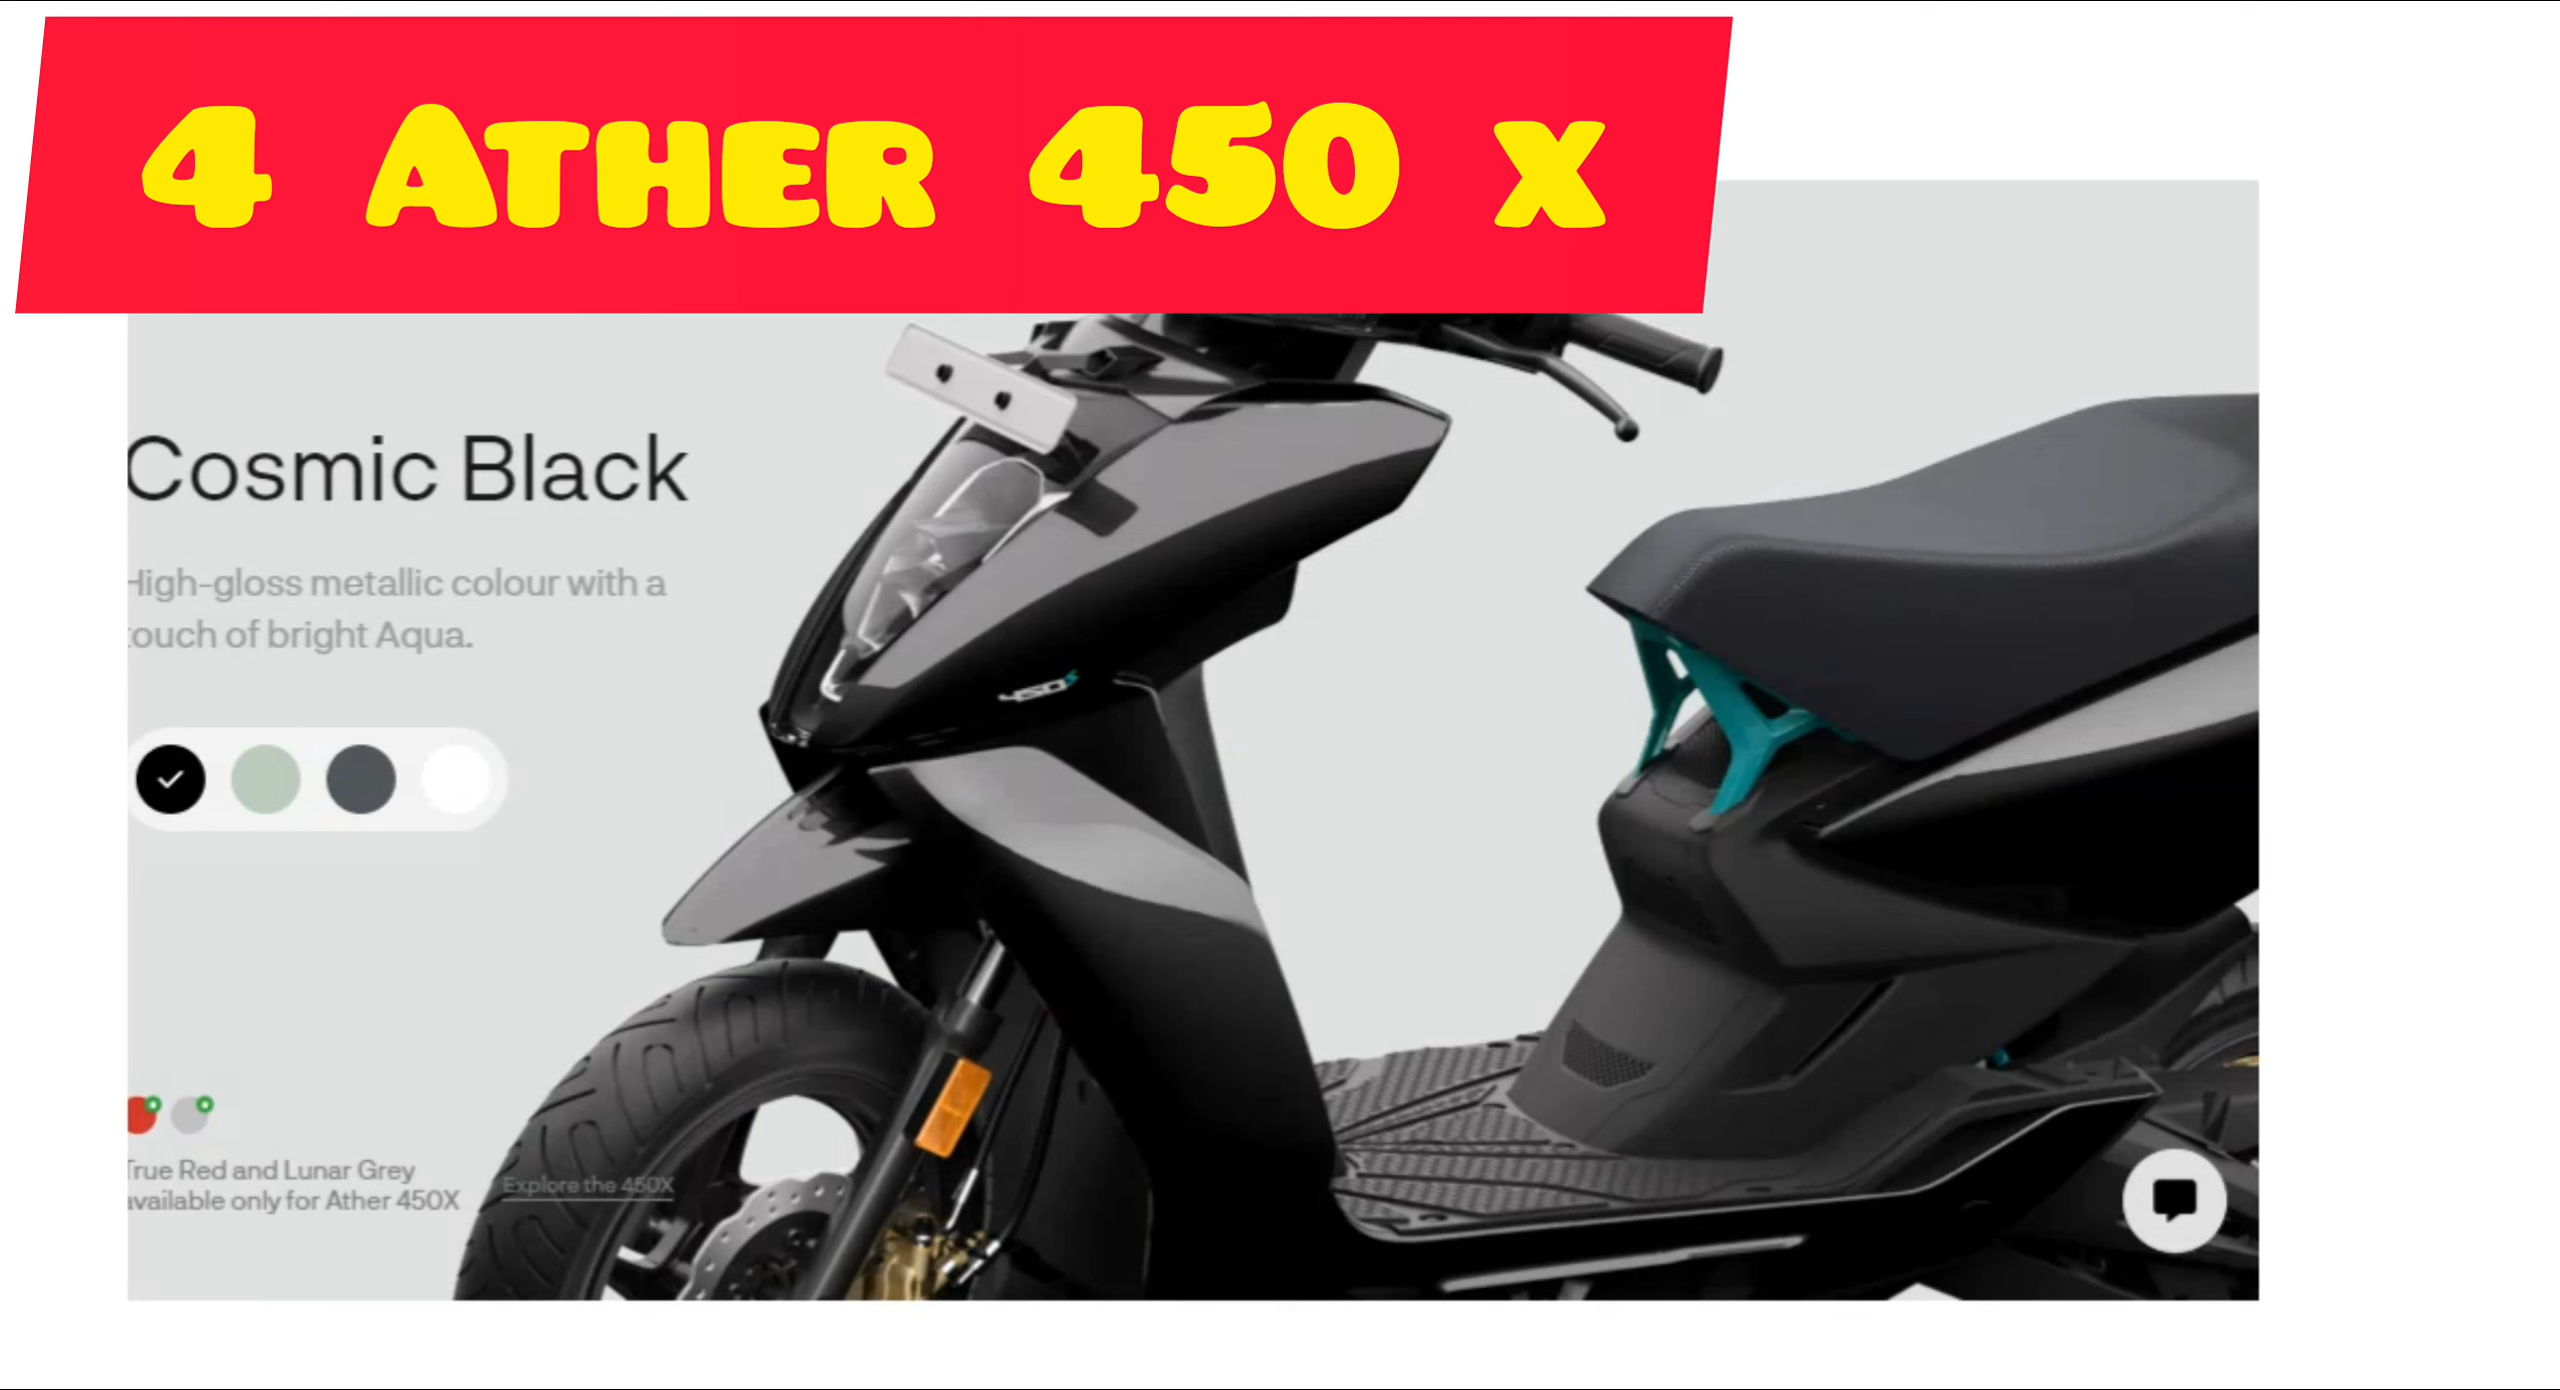 4 ATHER 450 X
Cosmic Black
High-gloss metallic colour with a
touch of bright Aqua.
450S
True Red and Lunar Grey
available only for Ather 450X
Explore the 450X